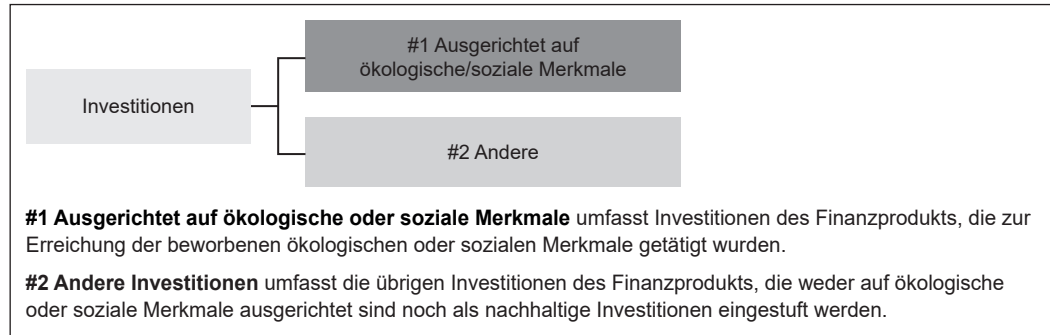 #1 Ausgerichtet auf
ökologische/soziale Merkmale
Investitionen
#2 Andere
#1 Ausgerichtet auf ökologische oder soziale Merkmale umfasst Investitionen des Finanzprodukts, die zur
Erreichung der beworbenen ökologischen oder sozialen Merkmale getätigt wurden.
#2 Andere Investitionen umfasst die übrigen Investitionen des Finanzprodukts, die weder auf ökologische
oder soziale Merkmale ausgerichtet sind noch als nachhaltige Investitionen eingestuft werden.